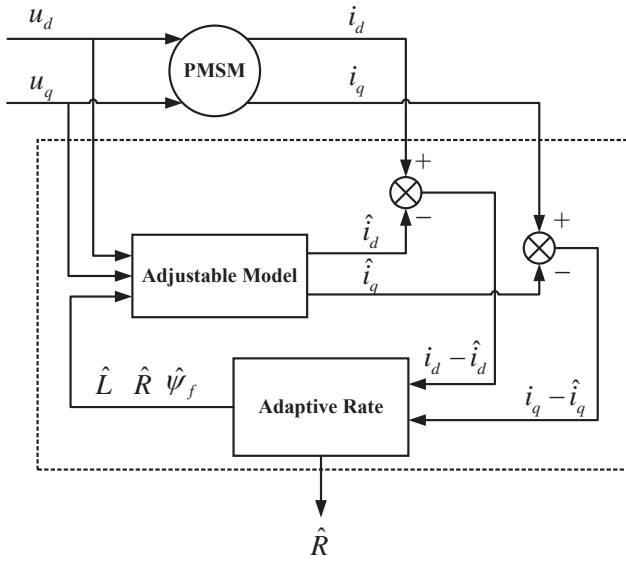 u_d
i_d
PMSM
u_q
i_q
+
−
î_d
+
Adjustable Model
î_q
−
i_d − î_d
L̂ R̂ ψ̂_f
Adaptive Rate
i_q − î_q
R̂